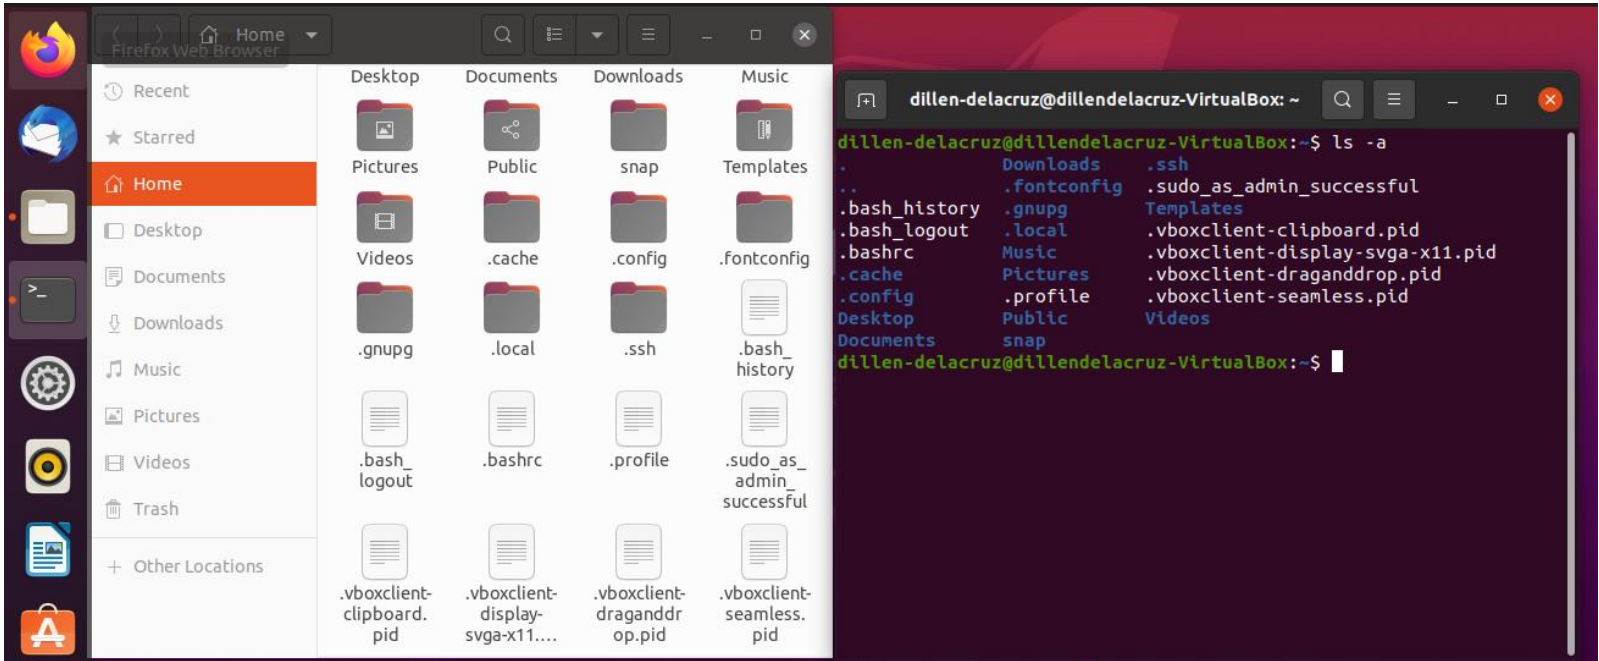 Home
Firefox Web Browser
Recent
Starred
Home
Desktop
Documents
Downloads
Music
Pictures
Videos
Trash
Other Locations
Desktop Documents Downloads Music
Pictures Public snap Templates
Videos .cache .config .fontconfig
.gnupg .local .ssh .bash_
history
.bash_ .bashrc .profile .sudo_as_
logout admin_
successful
.vboxclient- .vboxclient- .vboxclient- .vboxclient-
clipboard. display- draganddr seamless.
pid svga-x11.... op.pid pid
dillen-delacruz@dillendelacruz-VirtualBox: ~
dillen-delacruz@dillendelacruz-VirtualBox:~$ ls -a
. Downloads .ssh
.. .fontconfig .sudo_as_admin_successful
.bash_history .gnupg Templates
.bash_logout .local .vboxclient-clipboard.pid
.bashrc Music .vboxclient-display-svga-x11.pid
.cache Pictures .vboxclient-draganddrop.pid
.config .profile .vboxclient-seamless.pid
Desktop Public Videos
Documents snap
dillen-delacruz@dillendelacruz-VirtualBox:~$